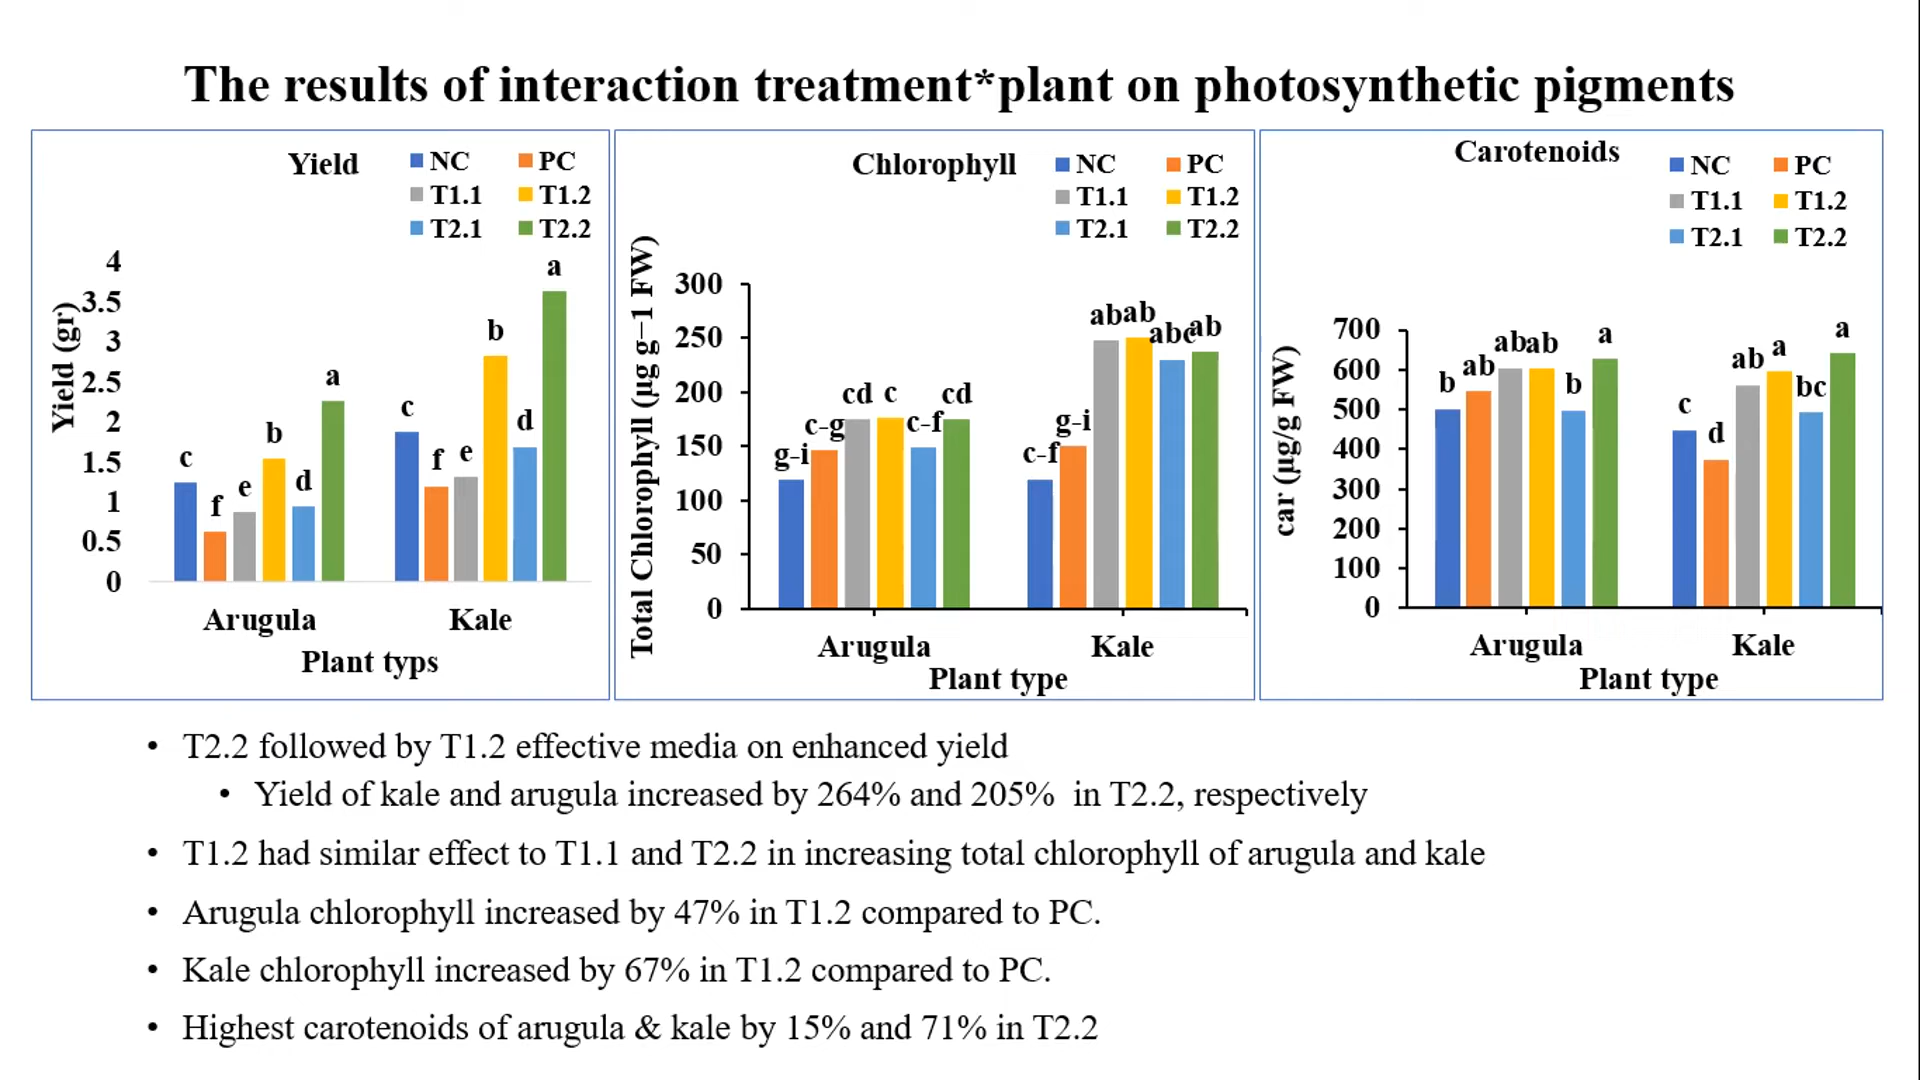 The results of interaction treatment*plant on photosynthetic pigments
Yield
NC PC
T1.1 T1.2
T2.1 T2.2
Yield (gr)
4
3.5
3
2.5
2
1.5
1
0.5
0
c f e b d a
c f e b d a
Arugula Kale
Plant typs
Chlorophyll
NC PC
T1.1 T1.2
T2.1 T2.2
Total Chlorophyll (µg g–1 FW)
300
250
200
150
100
50
0
g-i c-g cd c c-f cd
c-f g-i ab ab abc ab
Arugula Kale
Plant type
Carotenoids
NC PC
T1.1 T1.2
T2.1 T2.2
car (µg/g FW)
700
600
500
400
300
200
100
0
b ab ab ab b a
c d ab a bc a
Arugula Kale
Plant type
• T2.2 followed by T1.2 effective media on enhanced yield
• Yield of kale and arugula increased by 264% and 205% in T2.2, respectively
• T1.2 had similar effect to T1.1 and T2.2 in increasing total chlorophyll of arugula and kale
• Arugula chlorophyll increased by 47% in T1.2 compared to PC.
• Kale chlorophyll increased by 67% in T1.2 compared to PC.
• Highest carotenoids of arugula & kale by 15% and 71% in T2.2